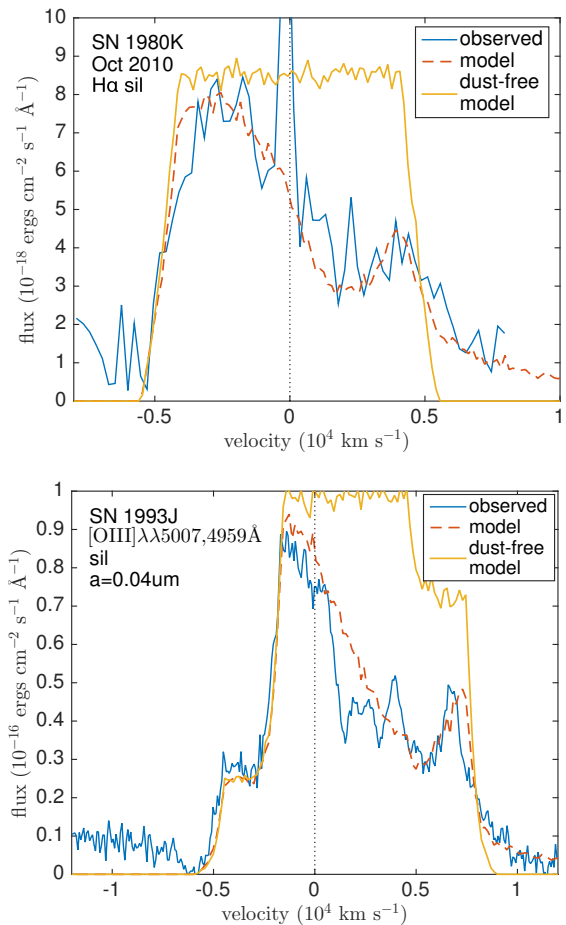 10
9
8
7
6
5
4
3
2
1
0
flux (10⁻¹⁸ ergs cm⁻² s⁻¹ Å⁻¹)
SN 1980K
Oct 2010
Hα sil
observed
model
dust-free
model
-0.5 0 0.5 1
velocity (10⁴ km s⁻¹)
1
0.9
0.8
0.7
0.6
0.5
0.4
0.3
0.2
0.1
0
flux (10⁻¹⁶ ergs cm⁻² s⁻¹ Å⁻¹)
SN 1993J
[OIII]λλ5007,4959Å
sil
a=0.04um
observed
model
dust-free
model
-1 -0.5 0 0.5 1
velocity (10⁴ km s⁻¹)